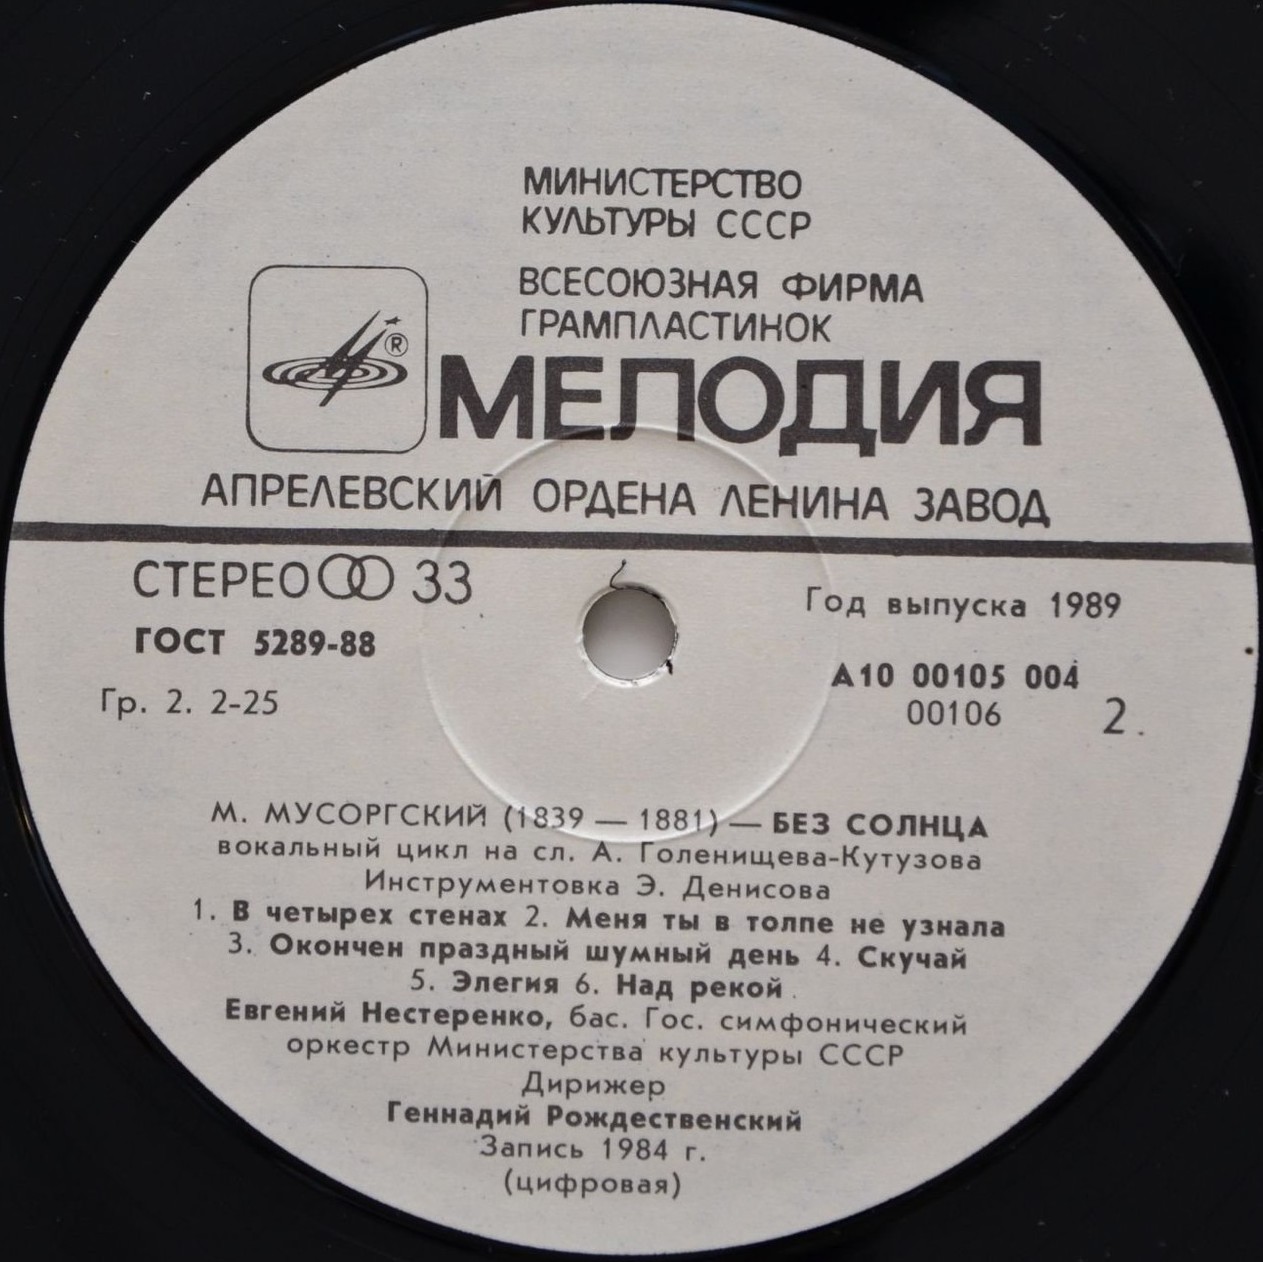 МИНИСТЕРСТВО
КУЛЬТУРЫ СССР
ВСЕСОЮЗНАЯ ФИРМА
ГРАМПЛАСТИНОК
®
МЕЛОДИЯ
АПРЕЛЕВСКИЙ ОРДЕНА ЛЕНИНА ЗАВОД
СТЕРЕО 33
Год выпуска 1989
ГОСТ 5289-88
А10 00105 004
Гр. 2. 2-25
00106 2.
М. МУСОРГСКИЙ (1839 — 1881) — БЕЗ СОЛНЦА
вокальный цикл на сл. А. Голенищева-Кутузова
Инструментовка Э. Денисова
1. В четырех стенах 2. Меня ты в толпе не узнала
3. Окончен праздный шумный день 4. Скучай
5. Элегия 6. Над рекой
Евгений Нестеренко, бас. Гос. симфонический
оркестр Министерства культуры СССР
Дирижер
Геннадий Рождественский
Запись 1984 г.
(цифровая)